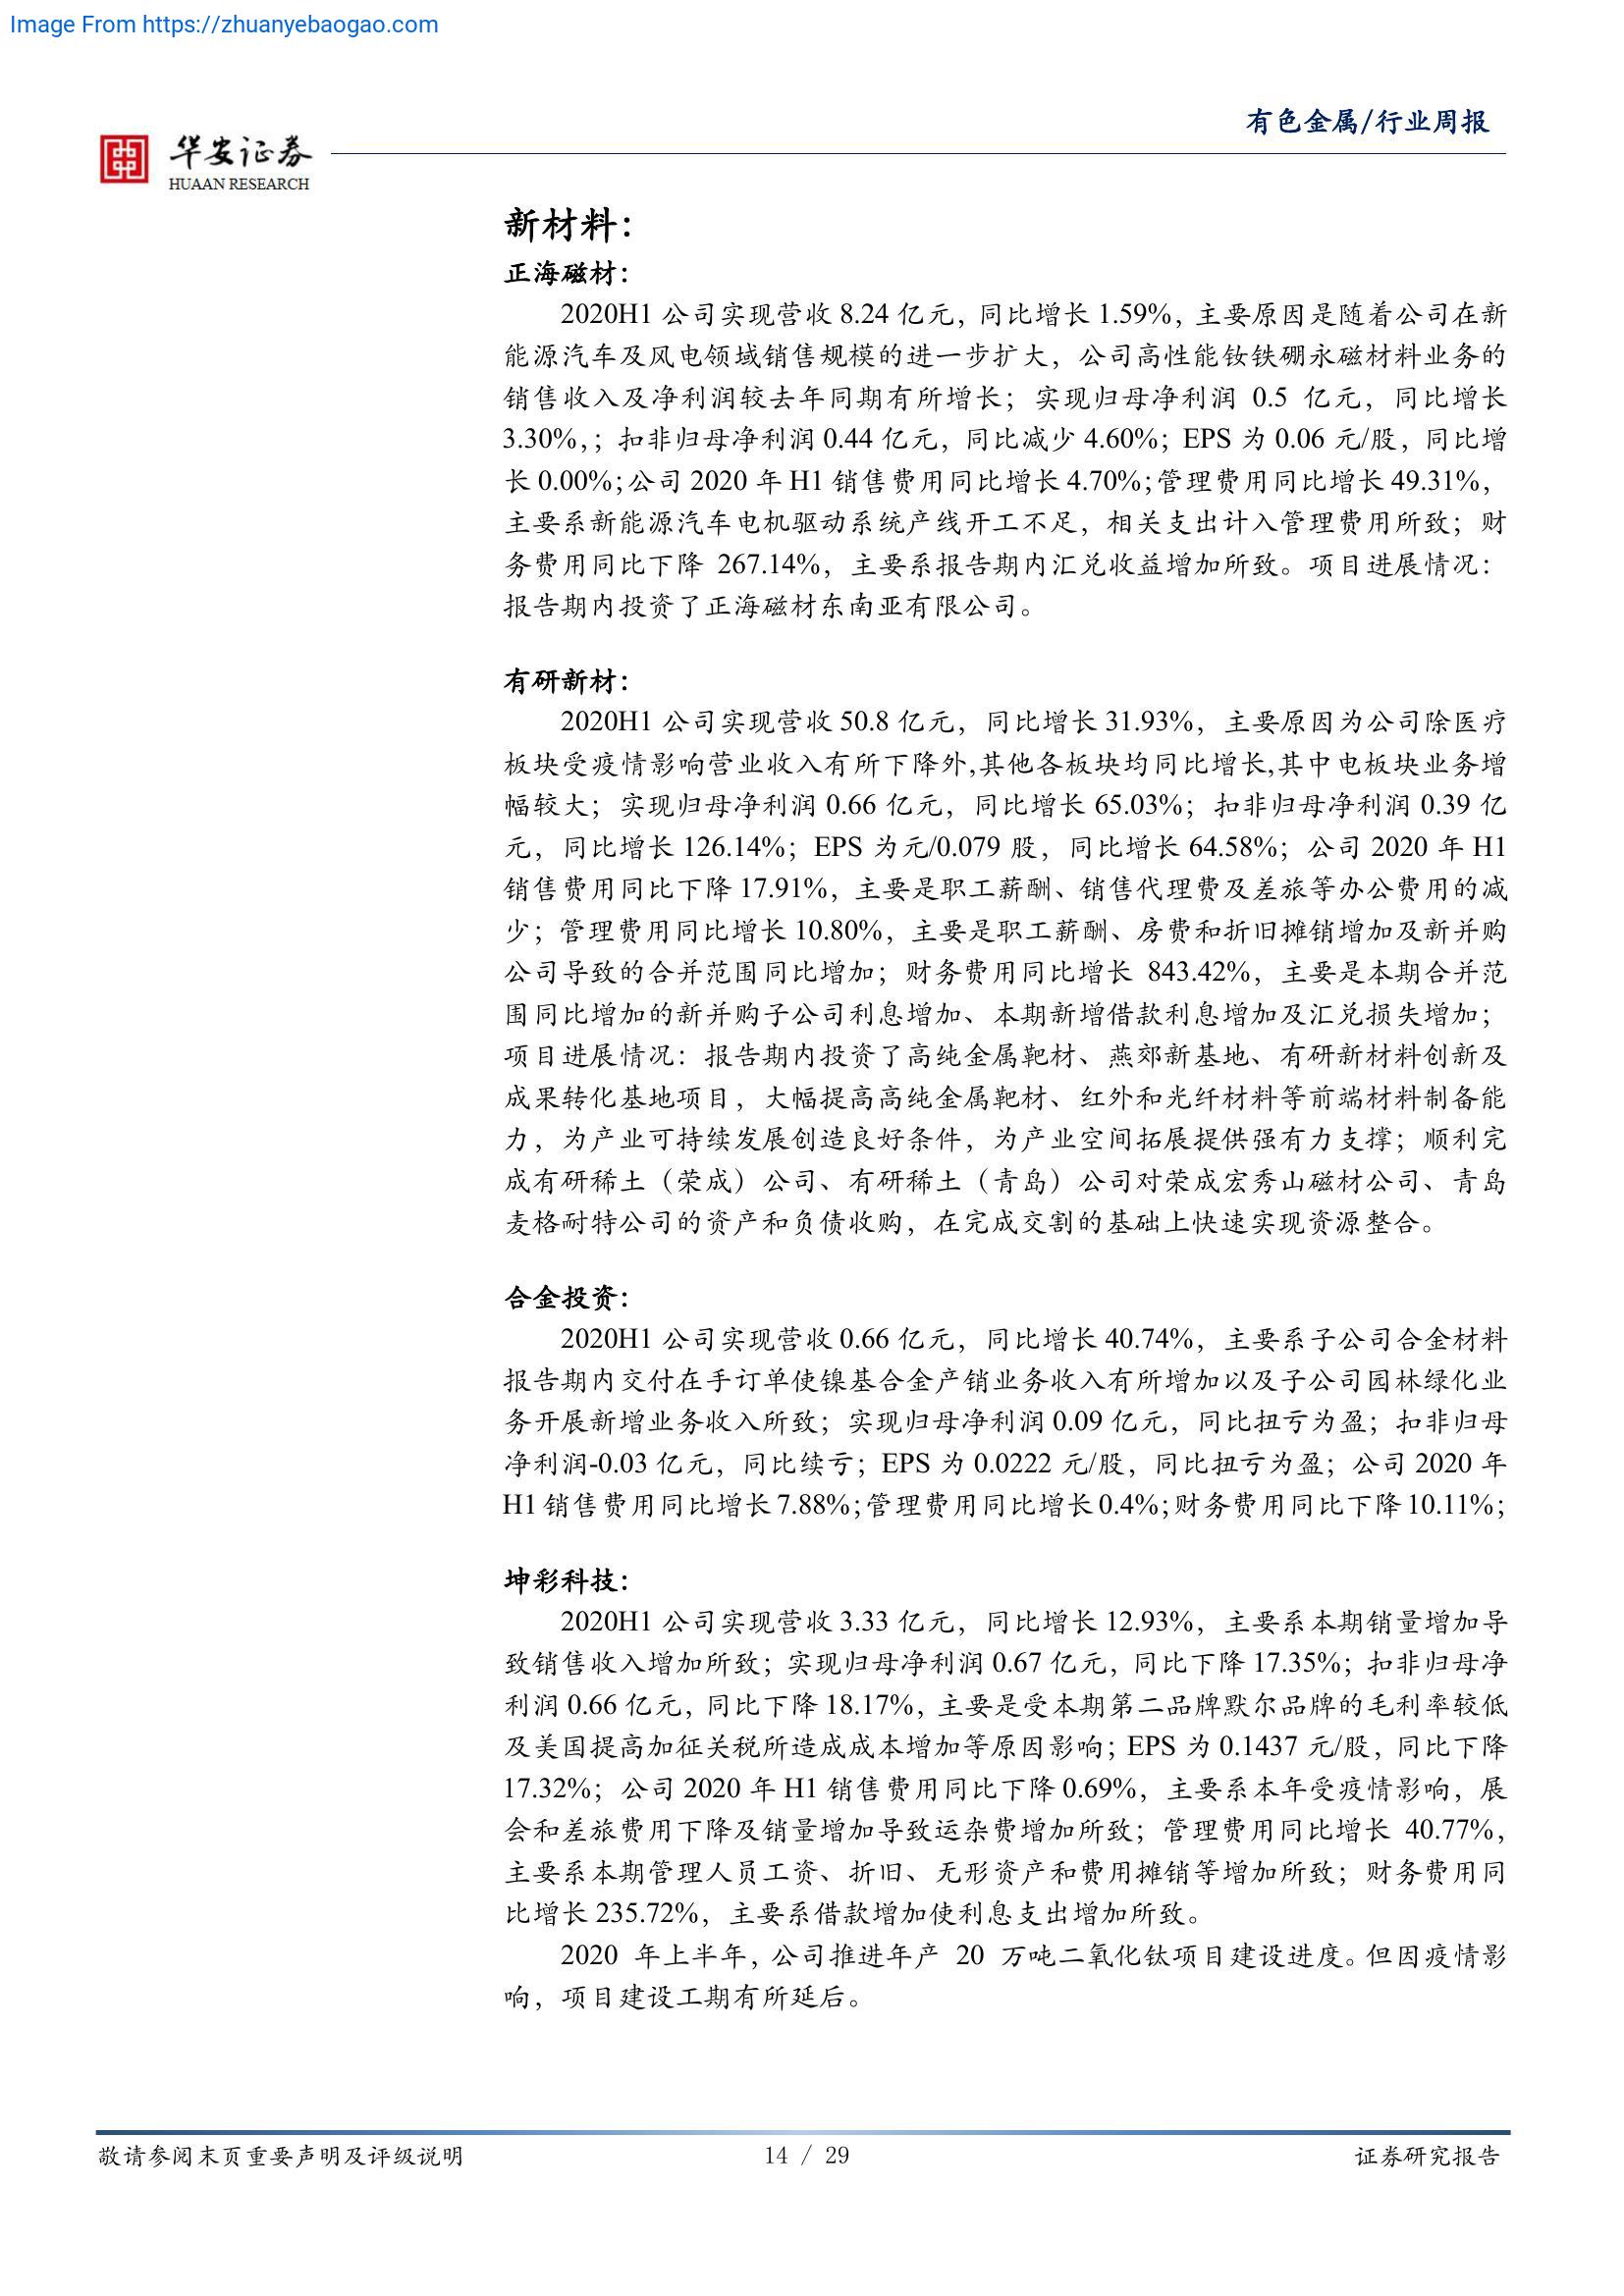 Image From https://zhuanyebaogao.com
有色金属/行业周报
华安证券
HUAAN RESEARCH
新材料：
正海磁材：
2020H1 公司实现营收 8.24 亿元，同比增长 1.59%，主要原因是随着公司在新
能源汽车及风电领域销售规模的进一步扩大，公司高性能钕铁硼永磁材料业务的
销售收入及净利润较去年同期有所增长；实现归母净利润 0.5 亿元，同比增长
3.30%，；扣非归母净利润 0.44 亿元，同比减少 4.60%；EPS 为 0.06 元/股，同比增
长 0.00%；公司 2020 年 H1 销售费用同比增长 4.70%；管理费用同比增长 49.31%，
主要系新能源汽车电机驱动系统产线开工不足，相关支出计入管理费用所致；财
务费用同比下降 267.14%，主要系报告期内汇兑收益增加所致。项目进展情况：
报告期内投资了正海磁材东南亚有限公司。
有研新材：
2020H1 公司实现营收 50.8 亿元，同比增长 31.93%，主要原因为公司除医疗
板块受疫情影响营业收入有所下降外,其他各板块均同比增长,其中电板块业务增
幅较大；实现归母净利润 0.66 亿元，同比增长 65.03%；扣非归母净利润 0.39 亿
元，同比增长 126.14%；EPS 为元/0.079 股，同比增长 64.58%；公司 2020 年 H1
销售费用同比下降 17.91%，主要是职工薪酬、销售代理费及差旅等办公费用的减
少；管理费用同比增长 10.80%，主要是职工薪酬、房费和折旧摊销增加及新并购
公司导致的合并范围同比增加；财务费用同比增长 843.42%，主要是本期合并范
围同比增加的新并购子公司利息增加、本期新增借款利息增加及汇兑损失增加；
项目进展情况：报告期内投资了高纯金属靶材、燕郊新基地、有研新材料创新及
成果转化基地项目，大幅提高高纯金属靶材、红外和光纤材料等前端材料制备能
力，为产业可持续发展创造良好条件，为产业空间拓展提供强有力支撑；顺利完
成有研稀土（荣成）公司、有研稀土（青岛）公司对荣成宏秀山磁材公司、青岛
麦格耐特公司的资产和负债收购，在完成交割的基础上快速实现资源整合。
合金投资：
2020H1 公司实现营收 0.66 亿元，同比增长 40.74%，主要系子公司合金材料
报告期内交付在手订单使镍基合金产销业务收入有所增加以及子公司园林绿化业
务开展新增业务收入所致；实现归母净利润 0.09 亿元，同比扭亏为盈；扣非归母
净利润-0.03 亿元，同比续亏；EPS 为 0.0222 元/股，同比扭亏为盈；公司 2020 年
H1 销售费用同比增长 7.88%；管理费用同比增长 0.4%；财务费用同比下降 10.11%；
坤彩科技：
2020H1 公司实现营收 3.33 亿元，同比增长 12.93%，主要系本期销量增加导
致销售收入增加所致；实现归母净利润 0.67 亿元，同比下降 17.35%；扣非归母净
利润 0.66 亿元，同比下降 18.17%，主要是受本期第二品牌默尔品牌的毛利率较低
及美国提高加征关税所造成成本增加等原因影响；EPS 为 0.1437 元/股，同比下降
17.32%；公司 2020 年 H1 销售费用同比下降 0.69%，主要系本年受疫情影响，展
会和差旅费用下降及销量增加导致运杂费增加所致；管理费用同比增长 40.77%，
主要系本期管理人员工资、折旧、无形资产和费用摊销等增加所致；财务费用同
比增长 235.72%，主要系借款增加使利息支出增加所致。
2020 年上半年，公司推进年产 20 万吨二氧化钛项目建设进度。但因疫情影
响，项目建设工期有所延后。
敬请参阅末页重要声明及评级说明
14 / 29
证券研究报告